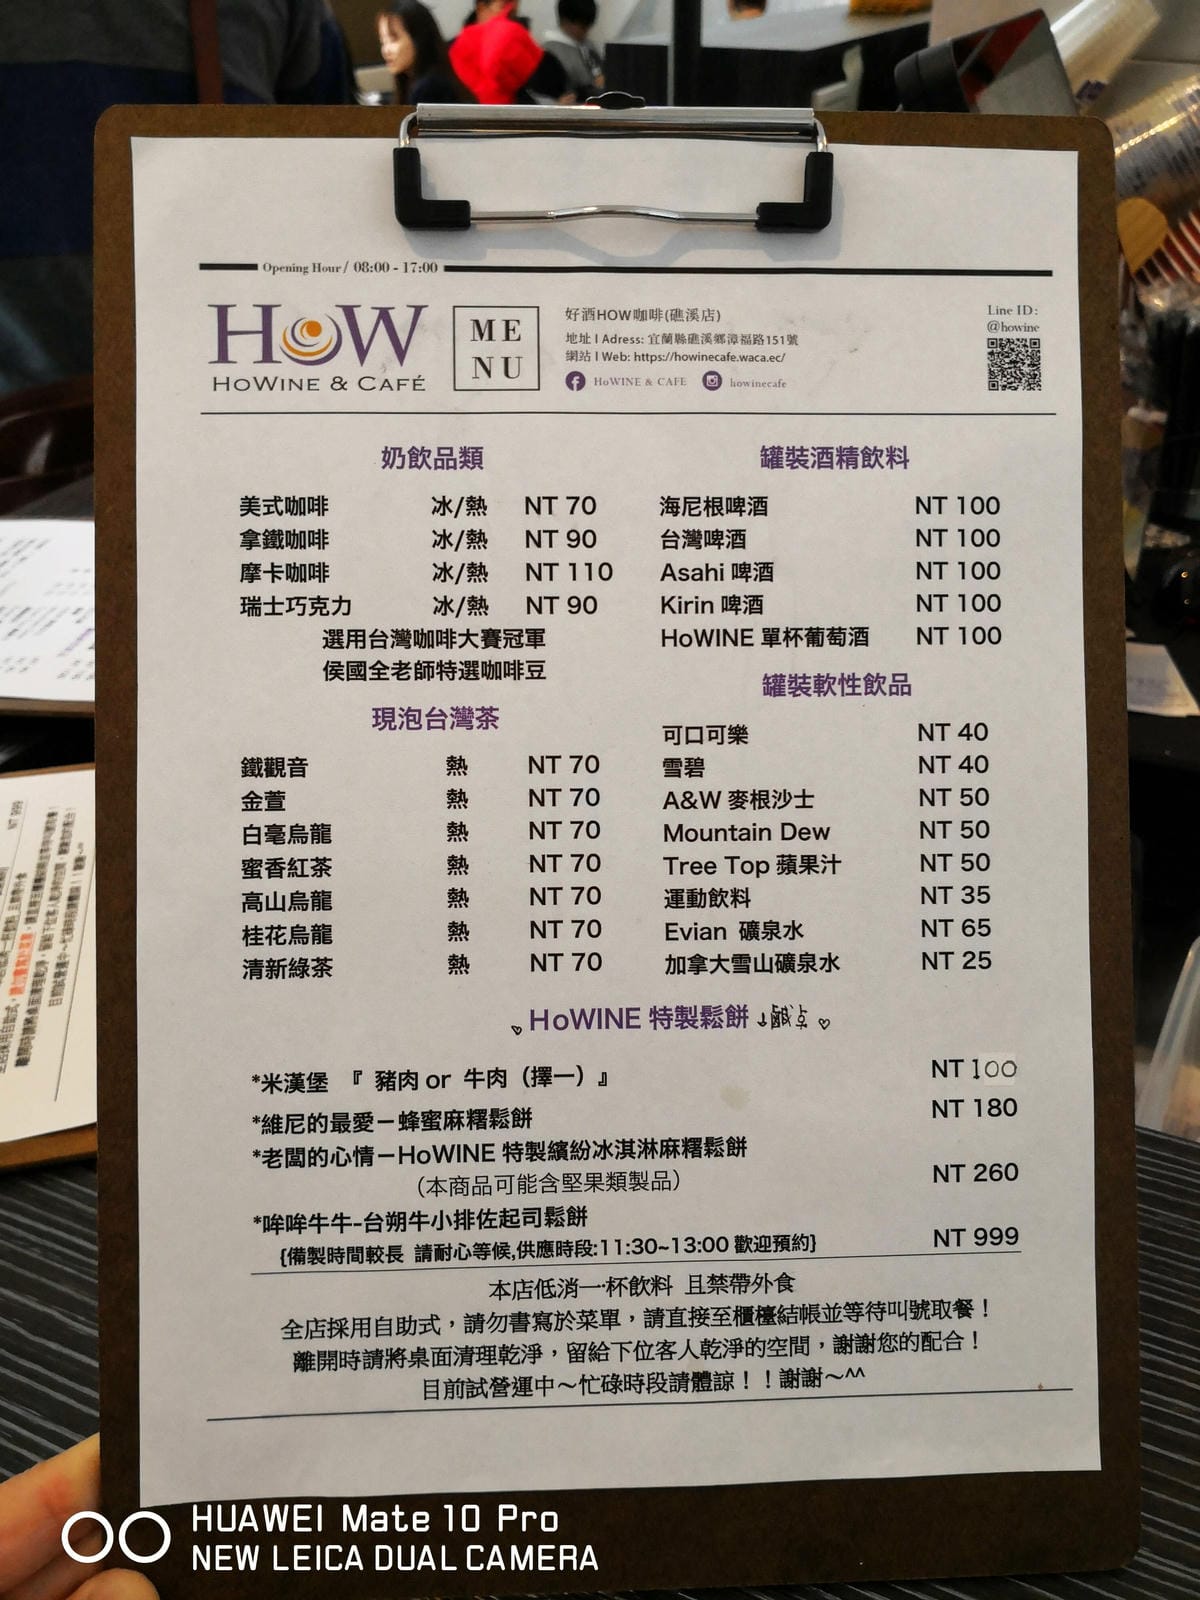 Opening Hour / 08:00 - 17:00
HOW
HOWINE & CAFÉ
ME
NU
好酒HOW咖啡(礁溪店)
地址 | Adress: 宜蘭縣礁溪鄉漳福路151號
網站 | Web: https://howinecafe.waca.ec/
HoWINE & CAFE howinecafe
Line ID:
@howine
奶飲品類
美式咖啡 冰/熱 NT 70
拿鐵咖啡 冰/熱 NT 90
摩卡咖啡 冰/熱 NT 110
瑞士巧克力 冰/熱 NT 90
選用台灣咖啡大賽冠軍
侯國全老師特選咖啡豆
現泡台灣茶
鐵觀音 熱 NT 70
金萱 熱 NT 70
白毫烏龍 熱 NT 70
蜜香紅茶 熱 NT 70
高山烏龍 熱 NT 70
桂花烏龍 熱 NT 70
清新綠茶 熱 NT 70
罐裝酒精飲料
海尼根啤酒 NT 100
台灣啤酒 NT 100
Asahi 啤酒 NT 100
Kirin 啤酒 NT 100
HoWINE 單杯葡萄酒 NT 100
罐裝軟性飲品
可口可樂 NT 40
雪碧 NT 40
A&W 麥根沙士 NT 50
Mountain Dew NT 50
Tree Top 蘋果汁 NT 50
運動飲料 NT 35
Evian 礦泉水 NT 65
加拿大雪山礦泉水 NT 25
♡ HoWINE 特製鬆餅 ↓鹹点 ♡
*米漢堡 『 豬肉 or 牛肉（擇一）』 NT 100
*維尼的最愛－蜂蜜麻糬鬆餅 NT 180
*老闆的心情－HoWINE 特製繽紛冰淇淋麻糬鬆餅
（本商品可能含堅果類製品） NT 260
*哞哞牛牛-台朔牛小排佐起司鬆餅
{備製時間較長 請耐心等候,供應時段:11:30~13:00 歡迎預約} NT 999
本店低消一杯飲料 且禁帶外食
全店採用自助式，請勿書寫於菜單，請直接至櫃檯結帳並等待叫號取餐！
離開時請將桌面清理乾淨，留給下位客人乾淨的空間，謝謝您的配合！
目前試營運中～忙碌時段請體諒！！謝謝～^^
HUAWEI Mate 10 Pro
NEW LEICA DUAL CAMERA